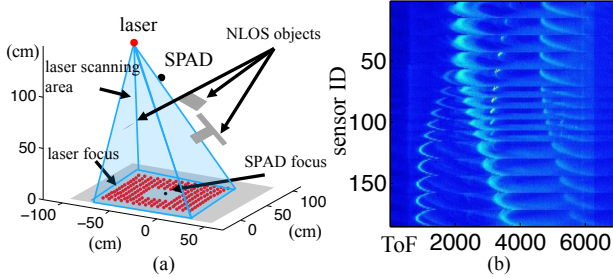 laser
(cm)
SPAD
NLOS objects
150
laser scanning
area
100
laser focus
SPAD focus
50
0
−100
−50
(cm)
0
50
0
50
100
(cm)
(a)
sensor ID
50
100
150
ToF
2000
4000
6000
(b)